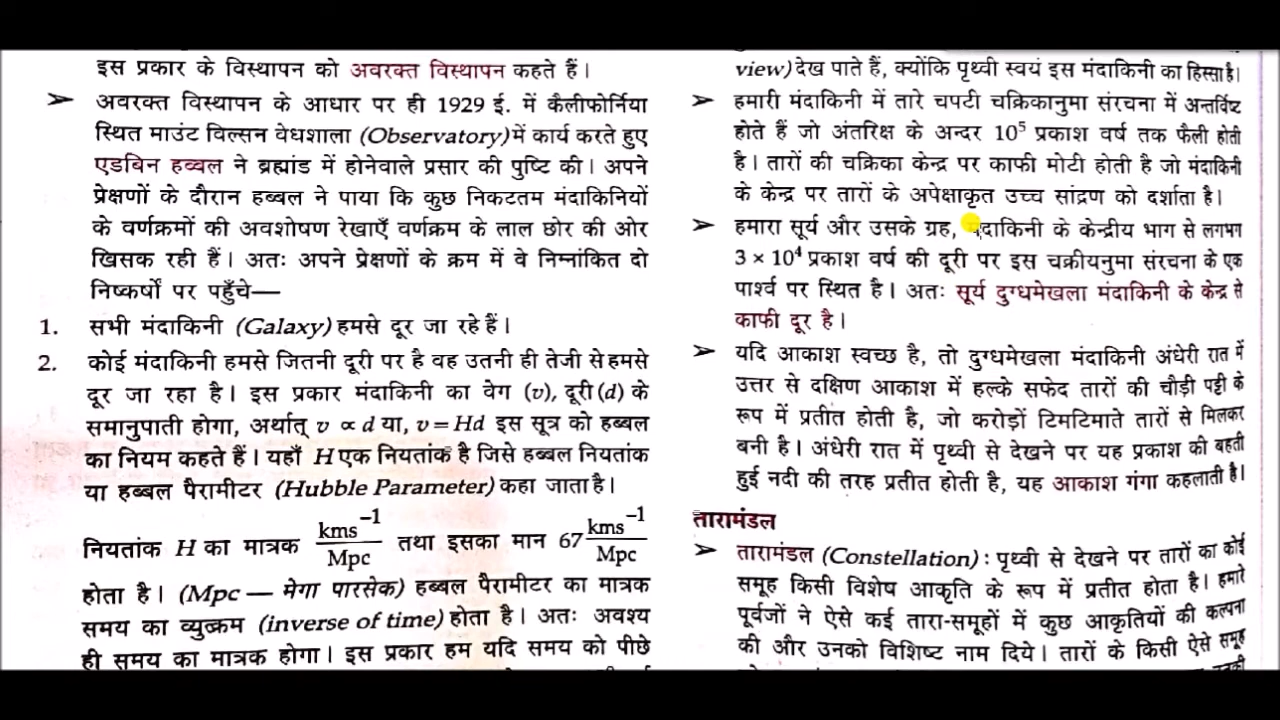 इस प्रकार के विस्थापन को अवरक्त विस्थापन कहते हैं।
➢ अवरक्त विस्थापन के आधार पर ही 1929 ई. में कैलीफोर्निया
स्थित माउंट विल्सन वेधशाला (Observatory) में कार्य करते हुए
एडबिन हब्बल ने ब्रह्मांड में होनेवाले प्रसार की पुष्टि की। अपने
प्रेक्षणों के दौरान हब्बल ने पाया कि कुछ निकटतम मंदाकिनियों
के वर्णक्रमों की अवशोषण रेखाएँ वर्णक्रम के लाल छोर की ओर
खिसक रही हैं। अतः अपने प्रेक्षणों के क्रम में वे निम्नांकित दो
निष्कर्षों पर पहुँचे—
1. सभी मंदाकिनी (Galaxy) हमसे दूर जा रहे हैं।
2. कोई मंदाकिनी हमसे जितनी दूरी पर है वह उतनी ही तेजी से हमसे
दूर जा रहा है। इस प्रकार मंदाकिनी का वेग (v), दूरी (d) के
समानुपाती होगा, अर्थात् v ∝ d या, v = Hd इस सूत्र को हब्बल
का नियम कहते हैं। यहाँ H एक नियतांक है जिसे हब्बल नियतांक
या हब्बल पैरामीटर (Hubble Parameter) कहा जाता है।
नियतांक H का मात्रक kms⁻¹/Mpc तथा इसका मान 67 kms⁻¹/Mpc
होता है। (Mpc — मेगा पारसेक) हब्बल पैरामीटर का मात्रक
समय का व्युत्क्रम (inverse of time) होता है। अतः अवश्य
ही समय का मात्रक होगा। इस प्रकार हम यदि समय को पीछे
view) देख पाते हैं, क्योंकि पृथ्वी स्वयं इस मंदाकिनी का हिस्सा है।
➢ हमारी मंदाकिनी में तारे चपटी चक्रिकानुमा संरचना में अन्तर्विष्ट
होते हैं जो अंतरिक्ष के अन्दर 10⁵ प्रकाश वर्ष तक फैली होती
है। तारों की चक्रिका केन्द्र पर काफी मोटी होती है जो मंदाकिनी
के केन्द्र पर तारों के अपेक्षाकृत उच्च सांद्रण को दर्शाता है।
➢ हमारा सूर्य और उसके ग्रह, मंदाकिनी के केन्द्रीय भाग से लगभग
3 × 10⁴ प्रकाश वर्ष की दूरी पर इस चक्रीयनुमा संरचना के एक
पार्श्व पर स्थित है। अतः सूर्य दुग्धमेखला मंदाकिनी के केन्द्र से
काफी दूर है।
➢ यदि आकाश स्वच्छ है, तो दुग्धमेखला मंदाकिनी अंधेरी रात में
उत्तर से दक्षिण आकाश में हल्के सफेद तारों की चौड़ी पट्टी के
रूप में प्रतीत होती है, जो करोड़ों टिमटिमाते तारों से मिलकर
बनी है। अंधेरी रात में पृथ्वी से देखने पर यह प्रकाश की बहती
हुई नदी की तरह प्रतीत होती है, यह आकाश गंगा कहलाती है।
तारामंडल
➢ तारामंडल (Constellation) : पृथ्वी से देखने पर तारों का कोई
समूह किसी विशेष आकृति के रूप में प्रतीत होता है। हमारे
पूर्वजों ने ऐसे कई तारा-समूहों में कुछ आकृतियों की कल्पना
की और उनको विशिष्ट नाम दिये। तारों के किसी ऐसे समूह